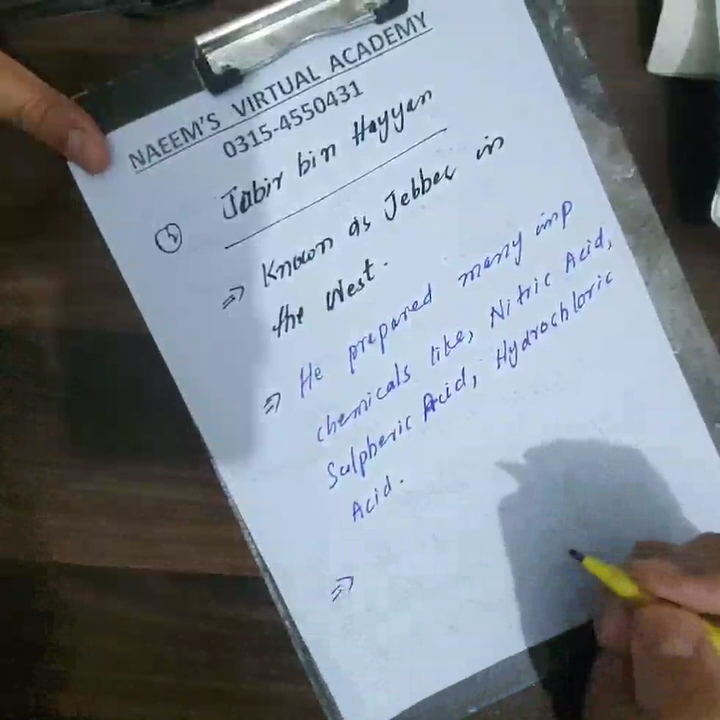 NAEEM'S VIRTUAL ACADEMY
0315-4550431
Jabir bin Hayyan
⇒ Known as Jebber in
the West.
⇒ He prepared many imp
chemicals like, Nitric Acid,
Sulpheric Acid, Hydrochloric
Acid.
⇒